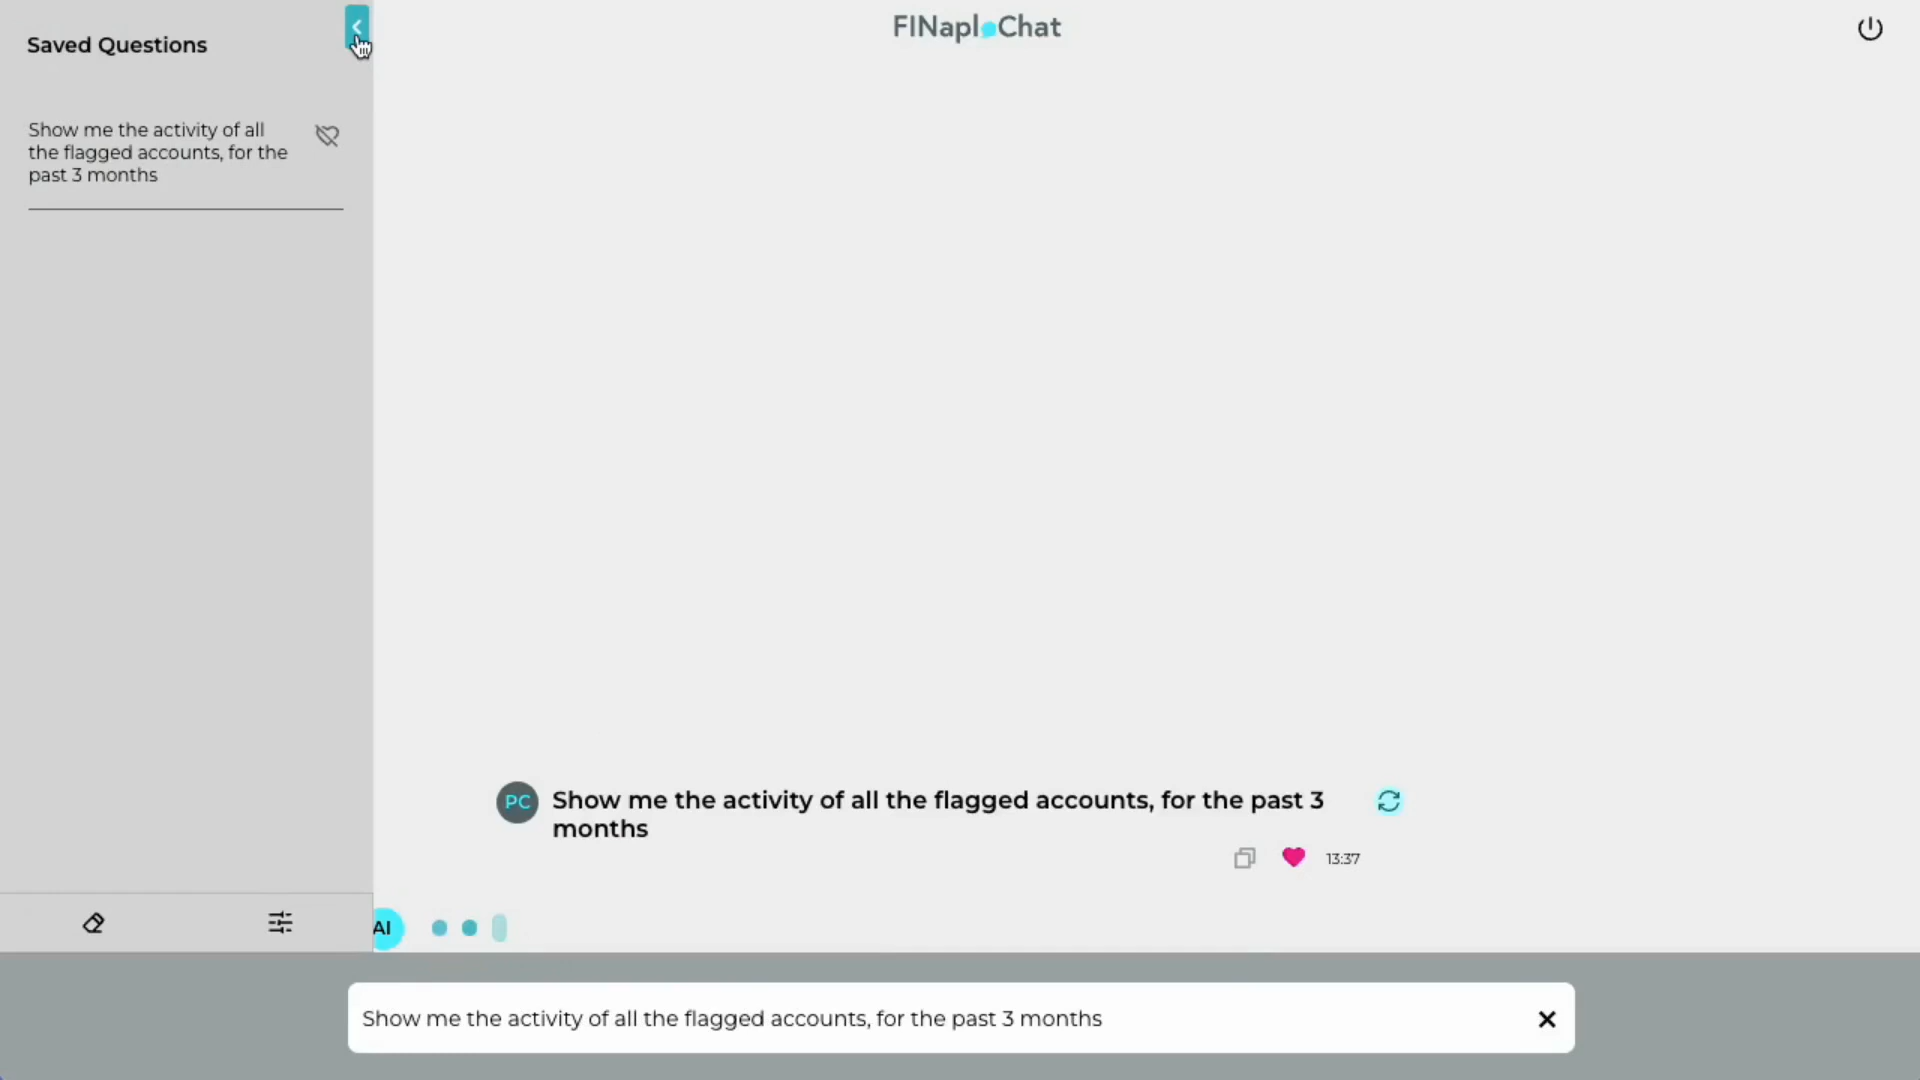 Saved Questions
Show me the activity of all
the flagged accounts, for the
past 3 months
FINaploChat
PC
Show me the activity of all the flagged accounts, for the past 3
months
13:37
AI
Show me the activity of all the flagged accounts, for the past 3 months